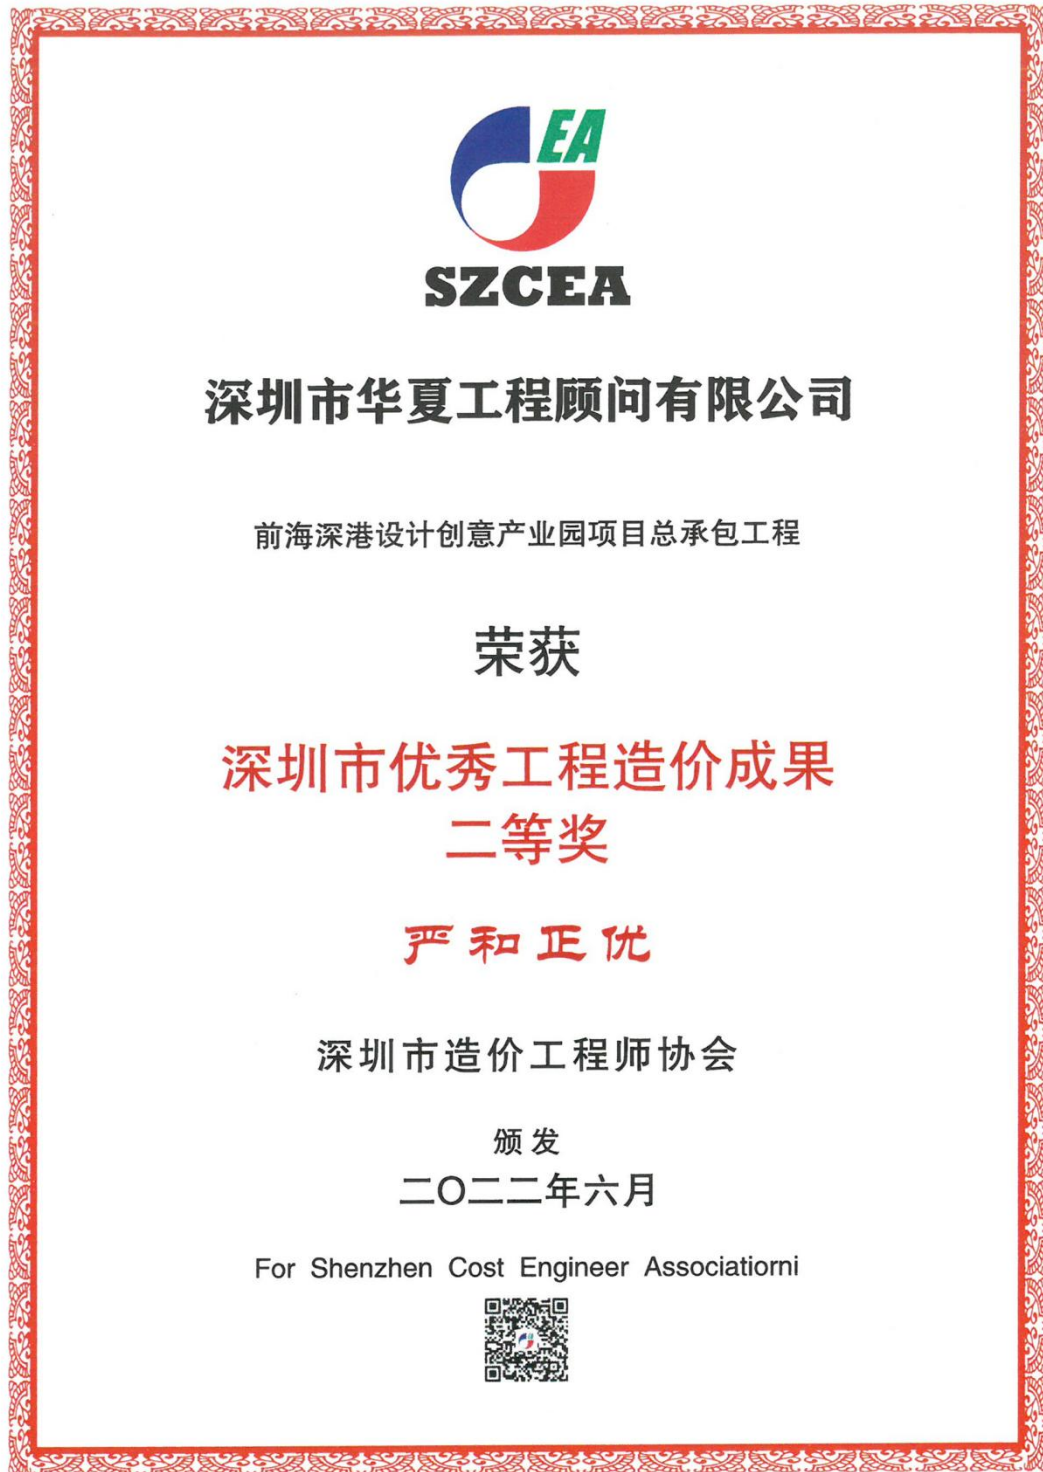 EA
SZCEA
深圳市华夏工程顾问有限公司
前海深港设计创意产业园项目总承包工程
荣获
深圳市优秀工程造价成果
二等奖
严和正优
深圳市造价工程师协会
颁发
二〇二二年六月
For Shenzhen Cost Engineer Associatiorni